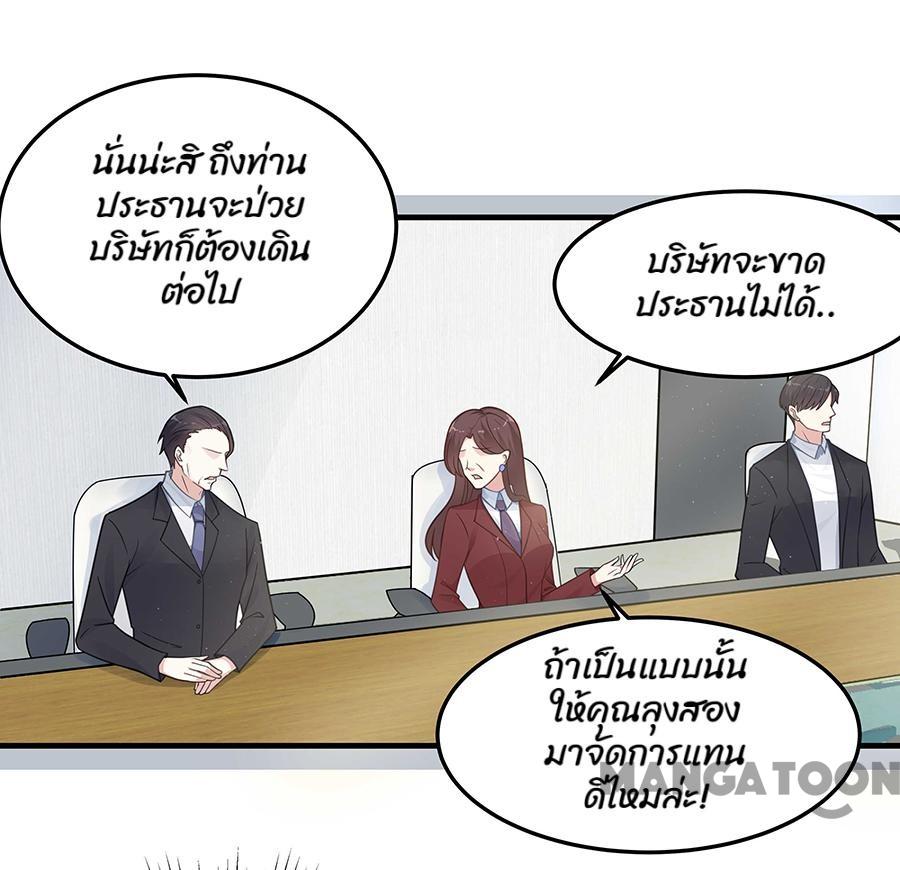 นั่นน่ะสิ ถึงท่าน
ประธานจะป่วย
บริษัทก็ต้องเดิน
ต่อไป
บริษัทจะขาด
ประธานไม่ได้..
ถ้าเป็นแบบนั้น
ให้คุณลุงสอง
มาจัดการแทน
ดีไหมล่ะ!
MANGATOON